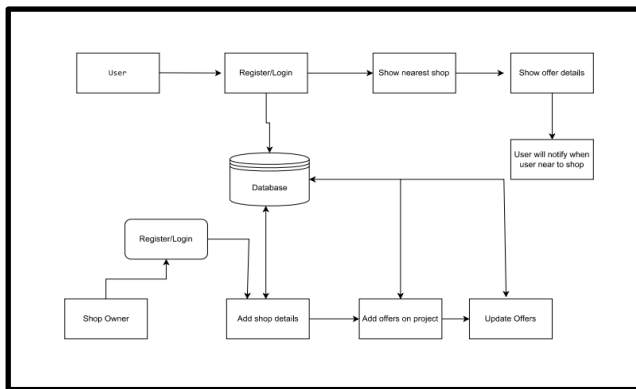 User
Register/Login
Show nearest shop
Show offer details
User will notify when
user near to shop
Database
Register/Login
Shop Owner
Add shop details
Add offers on project
Update Offers